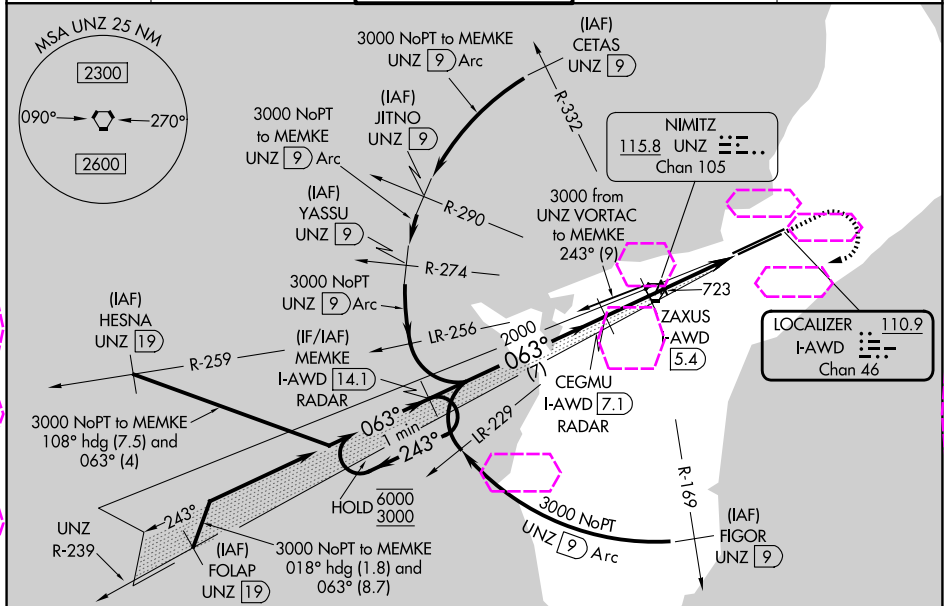 MSA UNZ 25 NM
2300
090°
270°
2600
3000 NoPT to MEMKE
UNZ 9 Arc
(IAF)
CETAS
UNZ 9
R-332
(IAF)
JITNO
UNZ 9
3000 NoPT
to MEMKE
UNZ 9 Arc
R-290
(IAF)
YASSU
UNZ 9
R-274
3000 NoPT
UNZ 9 Arc
NIMITZ
115.8 UNZ
Chan 105
3000 from
UNZ VORTAC
to MEMKE
243° (9)
723
ZAXUS
I-AWD
5.4
LOCALIZER 110.9
I-AWD
Chan 46
(IAF)
HESNA
UNZ 19
R-259
LR-256
(IF/IAF)
MEMKE
I-AWD 14.1
RADAR
2000
063°
(7)
CEGMU
I-AWD 7.1
RADAR
3000 NoPT to MEMKE
108° hdg (7.5) and
063° (4)
063°
1 min
243°
LR-229
HOLD 6000
3000
R-169
3000 NoPT
UNZ 9 Arc
(IAF)
FIGOR
UNZ 9
243°
UNZ
R-239
(IAF)
FOLAP
UNZ 19
3000 NoPT to MEMKE
018° hdg (1.8) and
063° (8.7)